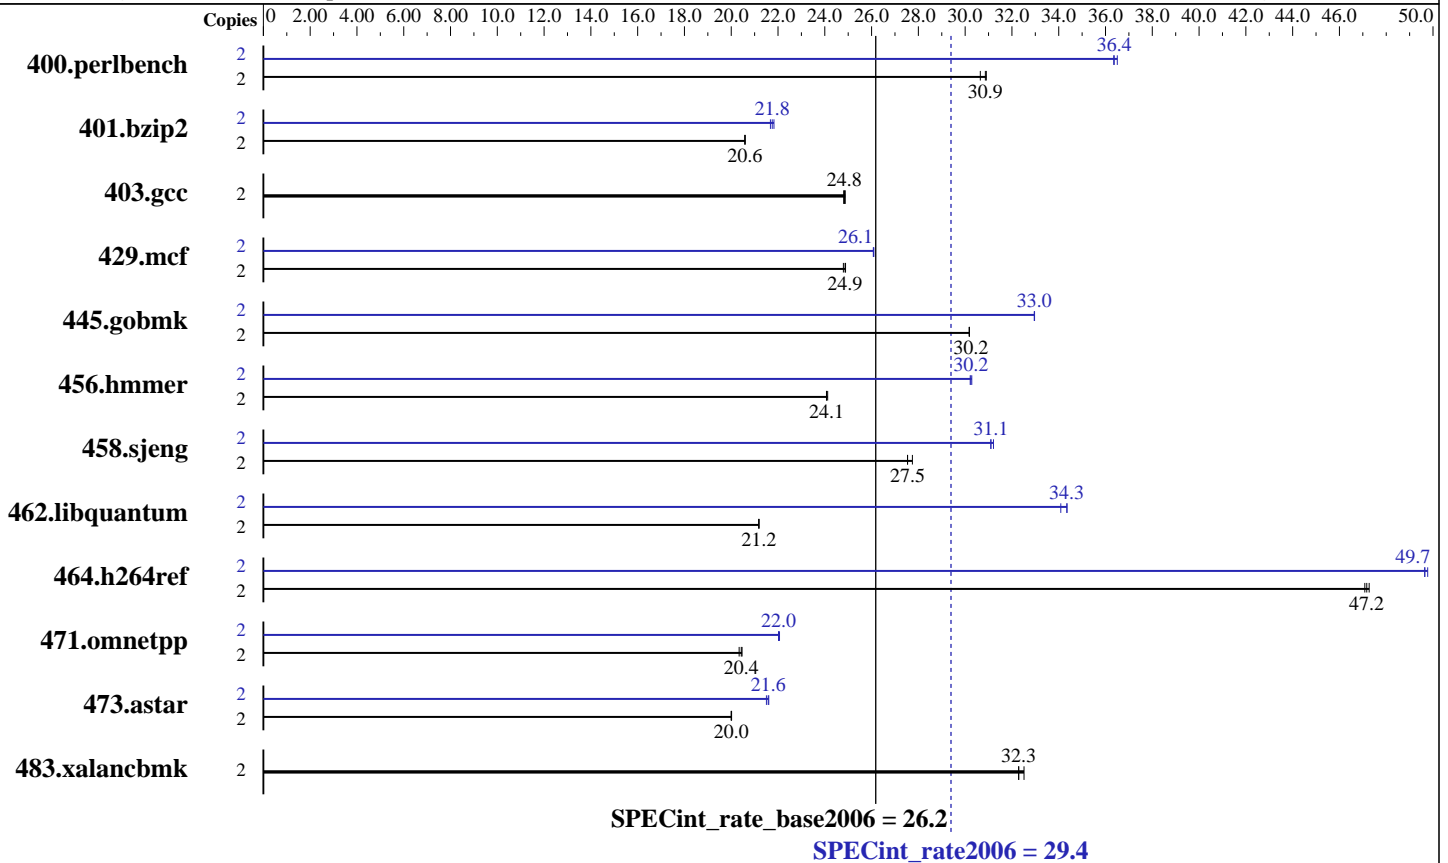 Copies 0 2.00 4.00 6.00 8.00 10.0 12.0 14.0 16.0 18.0 20.0 22.0 24.0 26.0 28.0 30.0 32.0 34.0 36.0 38.0 40.0 42.0 44.0 46.0 50.0
400.perlbench 2 36.4
2 30.9
401.bzip2 2 21.8
2 20.6
403.gcc 2 24.8
429.mcf 2 26.1
2 24.9
445.gobmk 2 33.0
2 30.2
456.hmmer 2 30.2
2 24.1
458.sjeng 2 31.1
2 27.5
462.libquantum 2 34.3
2 21.2
464.h264ref 2 49.7
2 47.2
471.omnetpp 2 22.0
2 20.4
473.astar 2 21.6
2 20.0
483.xalancbmk 2 32.3
SPECint_rate_base2006 = 26.2
SPECint_rate2006 = 29.4